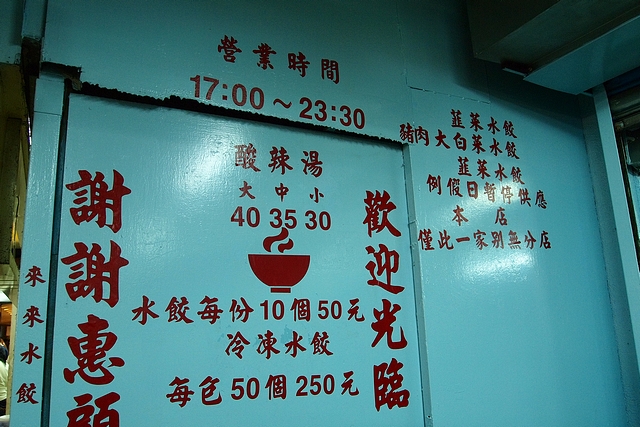 營業時間
17:00～23:30
酸辣湯
大 中 小
40 35 30
水餃每份10個50元
冷凍水餃
每包50個250元
歡迎光臨
謝謝惠顧
來來水餃
韮菜水餃
豬肉大白菜水餃
韮菜水餃
例假日暫停供應
本店
僅此一家別無分店